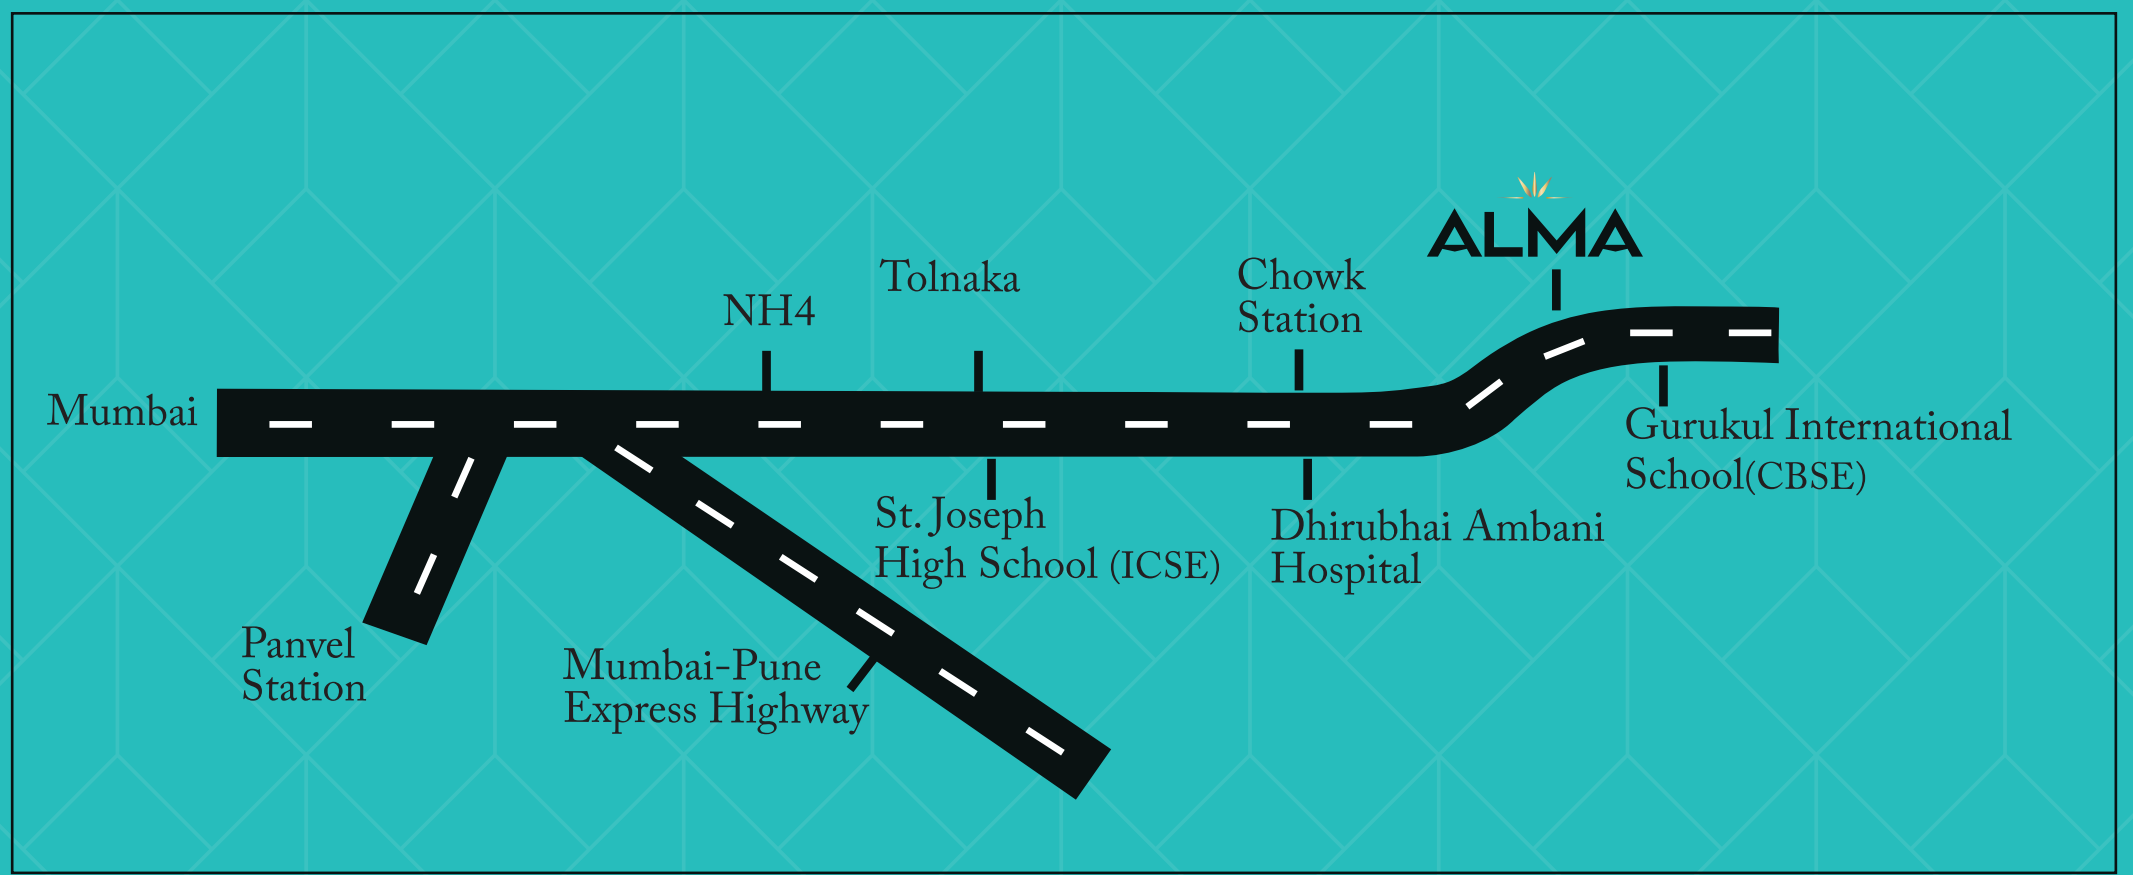 ALMA
Tolnaka
Chowk
Station
NH4
Mumbai
Gurukul International
School(CBSE)
St. Joseph
High School (ICSE)
Dhirubhai Ambani
Hospital
Panvel
Station
Mumbai-Pune
Express Highway